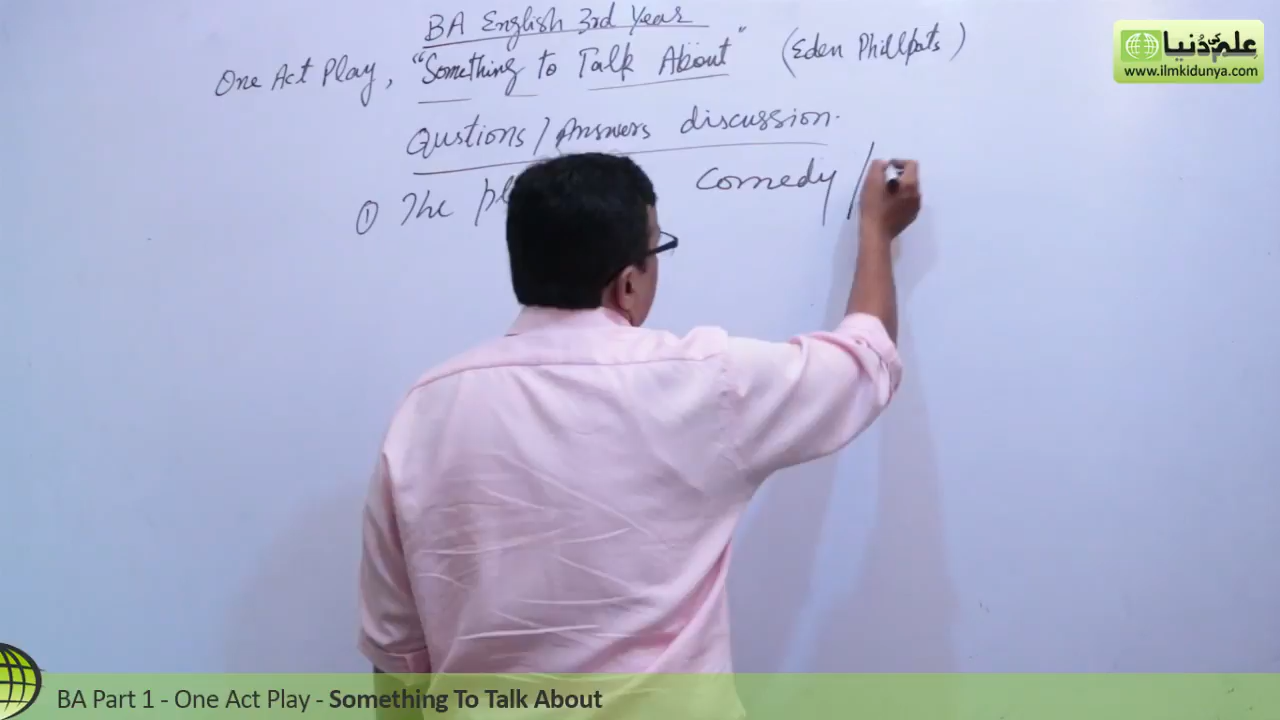 BA English 3rd Year
One Act Play, "Something to Talk About" (Eden Phillpots)
Qustions / Answers discussion.
① The pl comedy /
علم کی دنیا
www.ilmkidunya.com
BA Part 1 - One Act Play - Something To Talk About